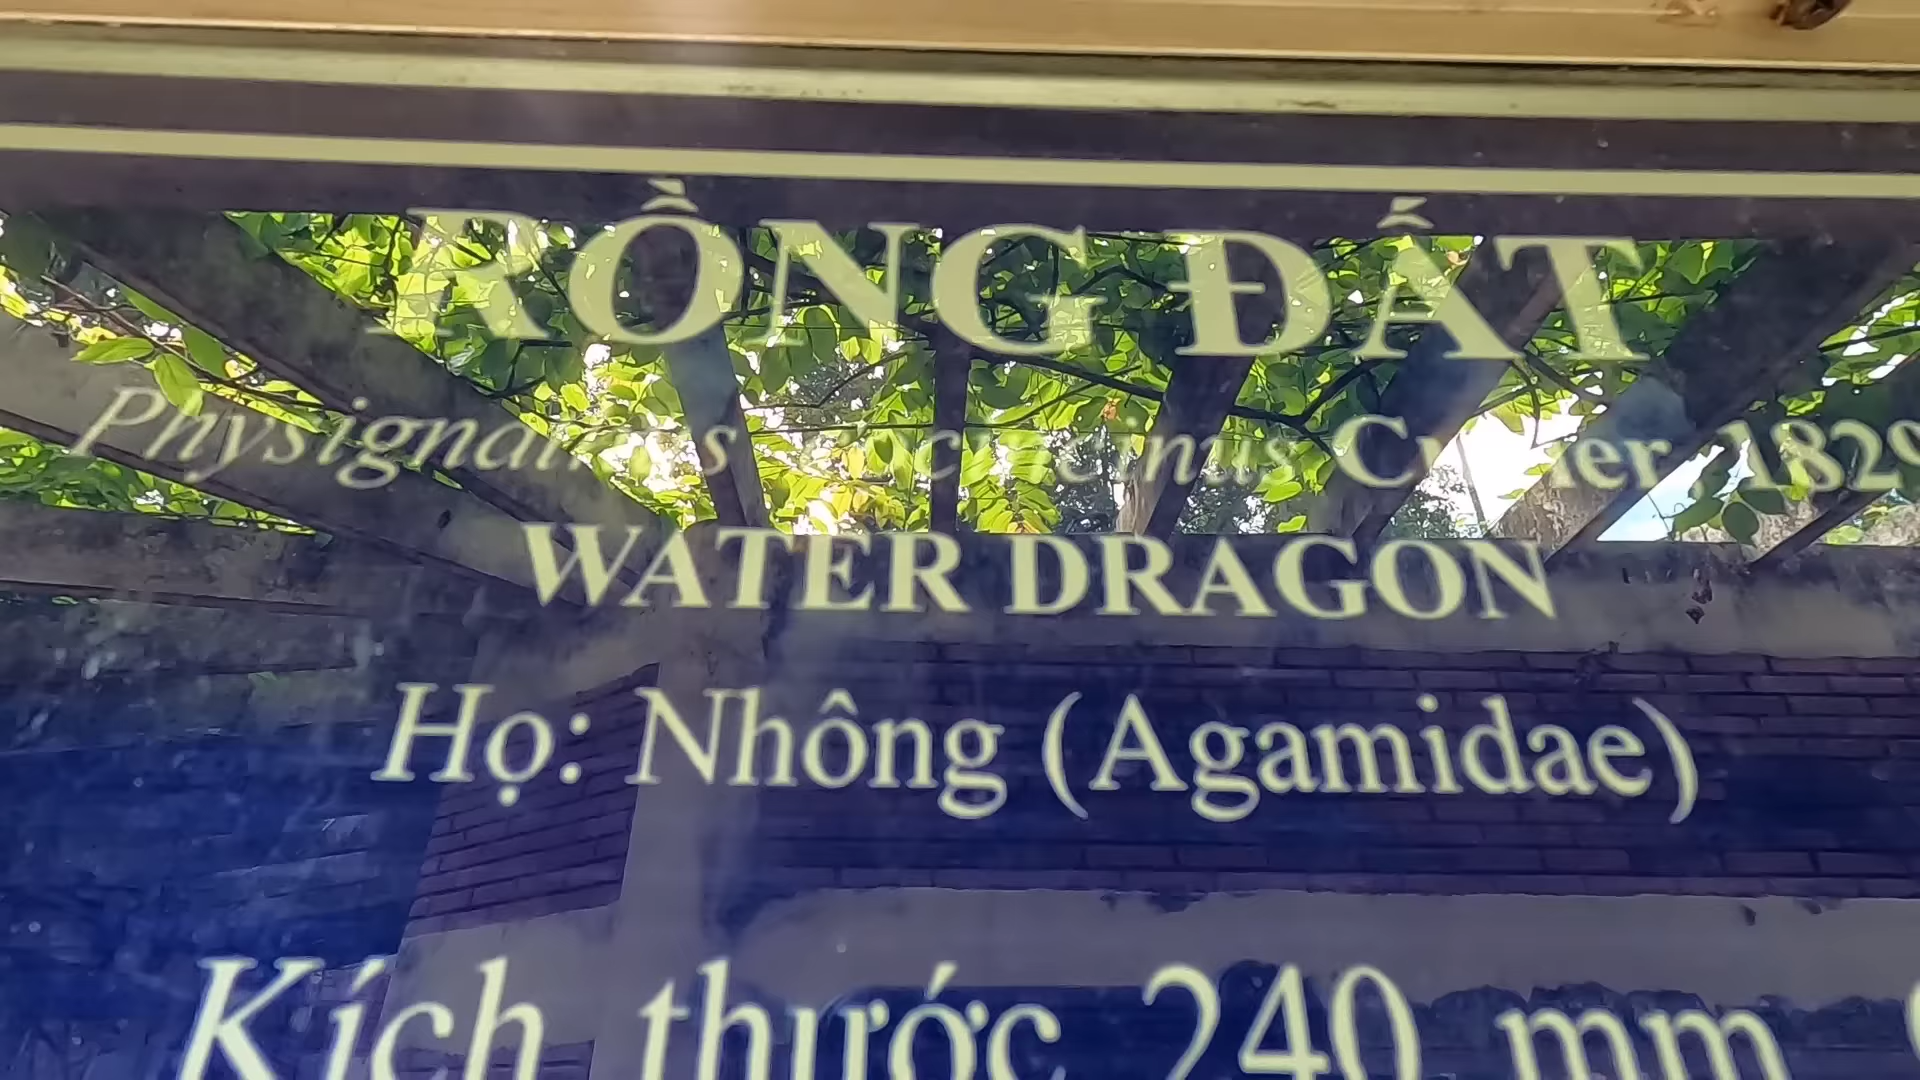 RỒNG ĐẤT
Physignathus cocincinus Cuvier, 1829
WATER DRAGON
Họ: Nhông (Agamidae)
Kích thước 240 mm